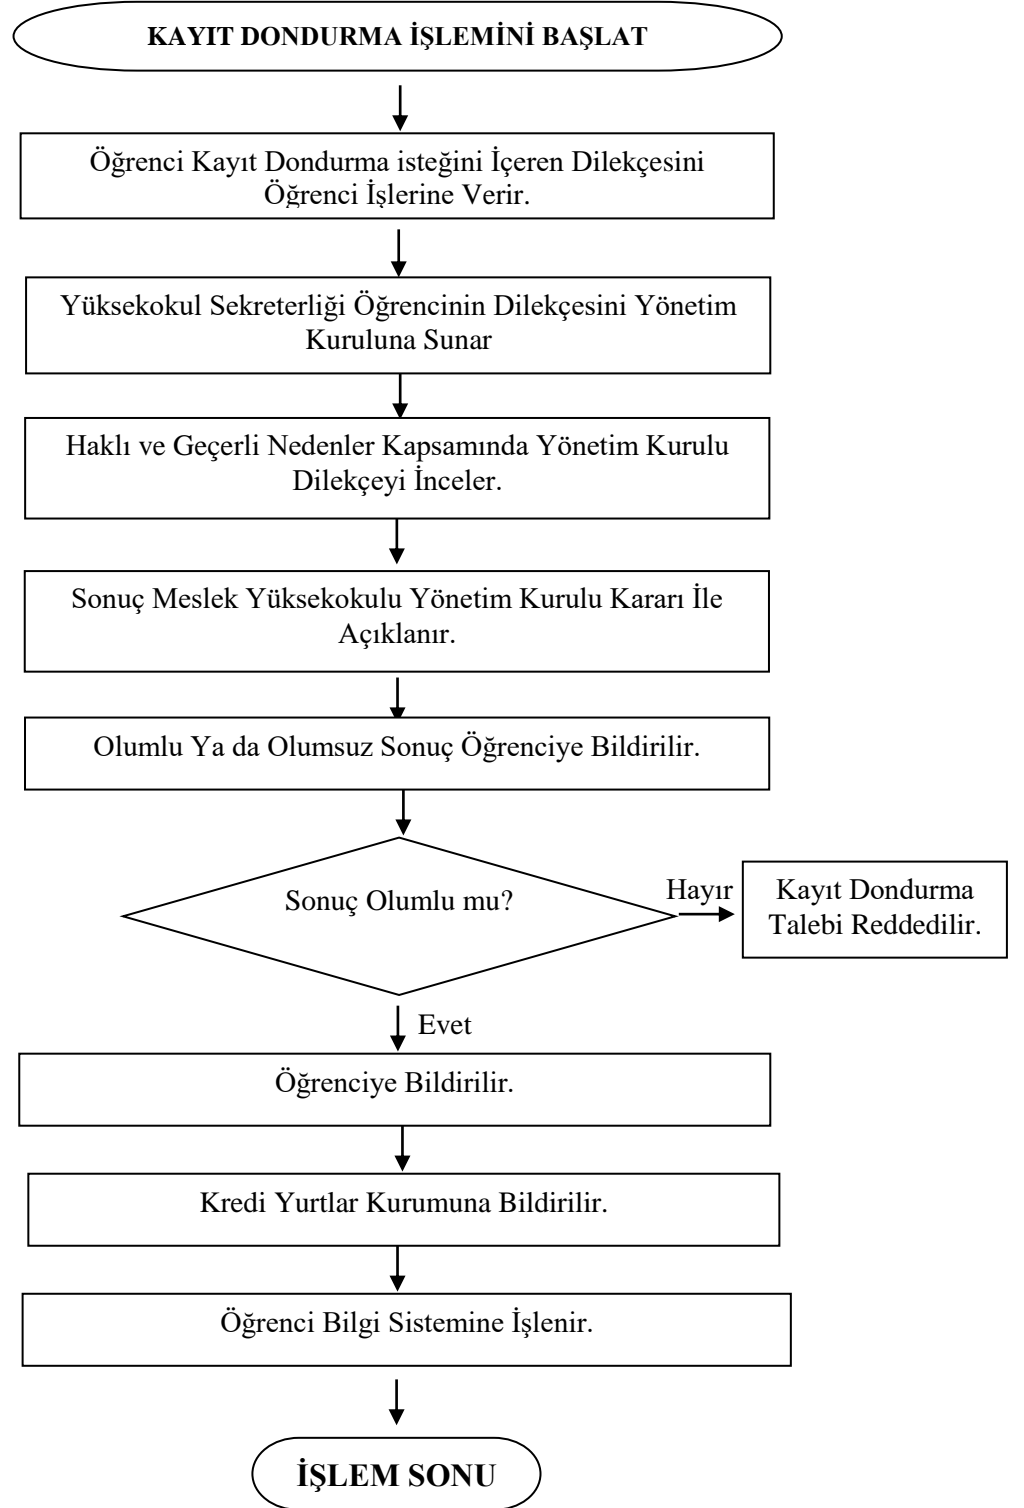 KAYIT DONDURMA İŞLEMİNİ BAŞLAT
Öğrenci Kayıt Dondurma isteğini İçeren Dilekçesini
Öğrenci İşlerine Verir.
Yüksekokul Sekreterliği Öğrencinin Dilekçesini Yönetim
Kuruluna Sunar
Haklı ve Geçerli Nedenler Kapsamında Yönetim Kurulu
Dilekçeyi İnceler.
Sonuç Meslek Yüksekokulu Yönetim Kurulu Kararı İle
Açıklanır.
Olumlu Ya da Olumsuz Sonuç Öğrenciye Bildirilir.
Sonuç Olumlu mu?
Hayır
Kayıt Dondurma
Talebi Reddedilir.
Evet
Öğrenciye Bildirilir.
Kredi Yurtlar Kurumuna Bildirilir.
Öğrenci Bilgi Sistemine İşlenir.
İŞLEM SONU